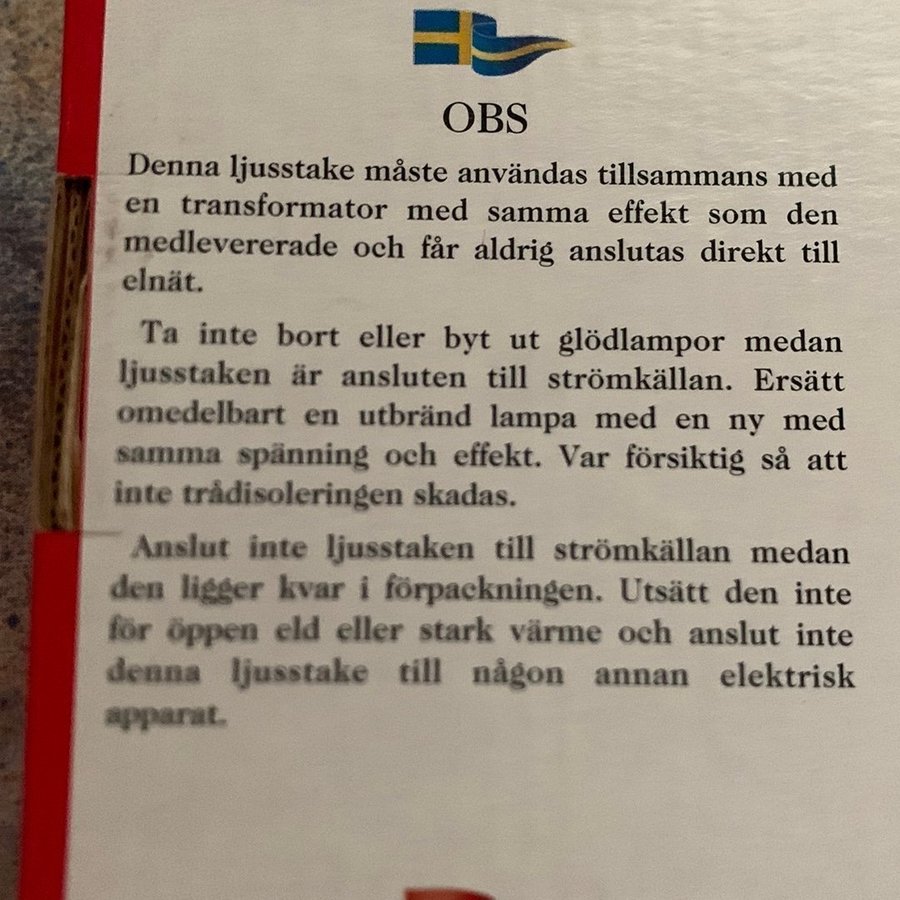 OBS
Denna ljusstake måste användas tillsammans med
en transformator med samma effekt som den
medlevererade och får aldrig anslutas direkt till
elnät.
Ta inte bort eller byt ut glödlampor medan
ljusstaken är ansluten till strömkällan. Ersätt
omedelbart en utbränd lampa med en ny med
samma spänning och effekt. Var försiktig så att
inte trådisoleringen skadas.
Anslut inte ljusstaken till strömkällan medan
den ligger kvar i förpackningen. Utsätt den inte
för öppen eld eller stark värme och anslut inte
denna ljusstake till någon annan elektrisk
apparat.